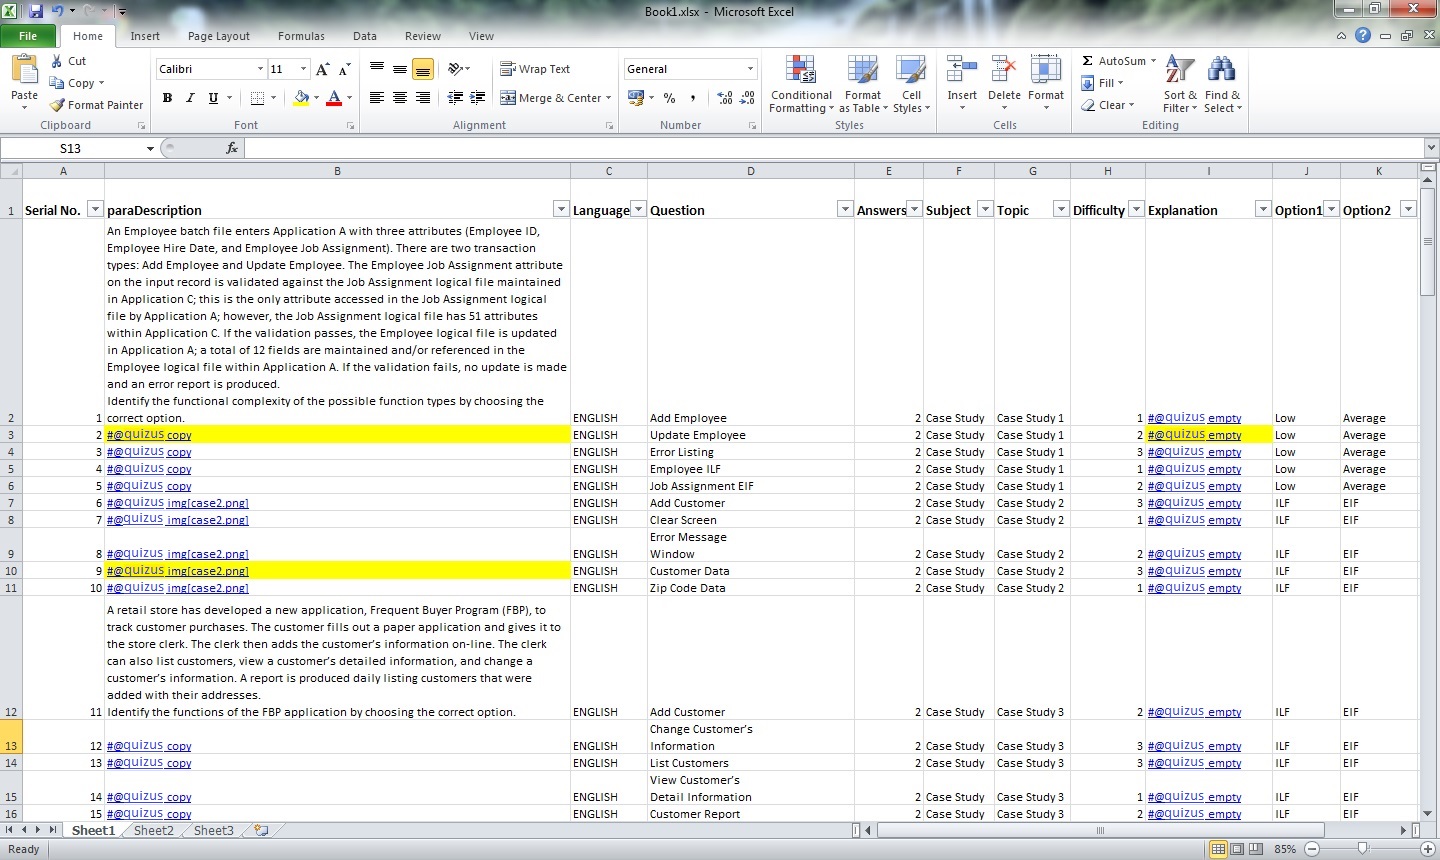 Book1.xlsx - Microsoft Excel
File Home Insert Page Layout Formulas Data Review View
Paste
Cut
Copy
Format Painter
Clipboard
Calibri 11
B I U
Font
Wrap Text
Merge & Center
Alignment
General
Number
Conditional Formatting
Format as Table
Cell Styles
Styles
Insert Delete Format
Cells
AutoSum
Fill
Clear
Sort & Filter
Find & Select
Editing
S13 fx
A B C D E F G H I J K
1 Serial No. paraDescription Language Question Answers Subject Topic Difficulty Explanation Option1 Option2
An Employee batch file enters Application A with three attributes (Employee ID,
Employee Hire Date, and Employee Job Assignment). There are two transaction
types: Add Employee and Update Employee. The Employee Job Assignment attribute
on the input record is validated against the Job Assignment logical file maintained
in Application C; this is the only attribute accessed in the Job Assignment logical
file by Application A; however, the Job Assignment logical file has 51 attributes
within Application C. If the validation passes, the Employee logical file is updated
in Application A; a total of 12 fields are maintained and/or referenced in the
Employee logical file within Application A. If the validation fails, no update is made
and an error report is produced.
Identify the functional complexity of the possible function types by choosing the
2 1 correct option. ENGLISH Add Employee 2 Case Study Case Study 1 1 #@quizus empty Low Average
3 2 #@quizus copy ENGLISH Update Employee 2 Case Study Case Study 1 2 #@quizus empty Low Average
4 3 #@quizus copy ENGLISH Error Listing 2 Case Study Case Study 1 3 #@quizus empty Low Average
5 4 #@quizus copy ENGLISH Employee ILF 2 Case Study Case Study 1 1 #@quizus empty Low Average
6 5 #@quizus copy ENGLISH Job Assignment EIF 2 Case Study Case Study 1 2 #@quizus empty Low Average
7 6 #@quizus img[case2.png] ENGLISH Add Customer 2 Case Study Case Study 2 3 #@quizus empty ILF EIF
8 7 #@quizus img[case2.png] ENGLISH Clear Screen 2 Case Study Case Study 2 1 #@quizus empty ILF EIF
Error Message
9 8 #@quizus img[case2.png] ENGLISH Window 2 Case Study Case Study 2 2 #@quizus empty ILF EIF
10 9 #@quizus img[case2.png] ENGLISH Customer Data 2 Case Study Case Study 2 3 #@quizus empty ILF EIF
11 10 #@quizus img[case2.png] ENGLISH Zip Code Data 2 Case Study Case Study 2 1 #@quizus empty ILF EIF
A retail store has developed a new application, Frequent Buyer Program (FBP), to
track customer purchases. The customer fills out a paper application and gives it to
the store clerk. The clerk then adds the customer's information on-line. The clerk
can also list customers, view a customer's detailed information, and change a
customer's information. A report is produced daily listing customers that were
added with their addresses.
12 11 Identify the functions of the FBP application by choosing the correct option. ENGLISH Add Customer 2 Case Study Case Study 3 2 #@quizus empty ILF EIF
Change Customer's
13 12 #@quizus copy ENGLISH Information 2 Case Study Case Study 3 3 #@quizus empty ILF EIF
14 13 #@quizus copy ENGLISH List Customers 2 Case Study Case Study 3 3 #@quizus empty ILF EIF
View Customer's
15 14 #@quizus copy ENGLISH Detail Information 2 Case Study Case Study 3 1 #@quizus empty ILF EIF
16 15 #@quizus copy ENGLISH Customer Report 2 Case Study Case Study 3 2 #@quizus empty ILF EIF
Sheet1 Sheet2 Sheet3
Ready 85%